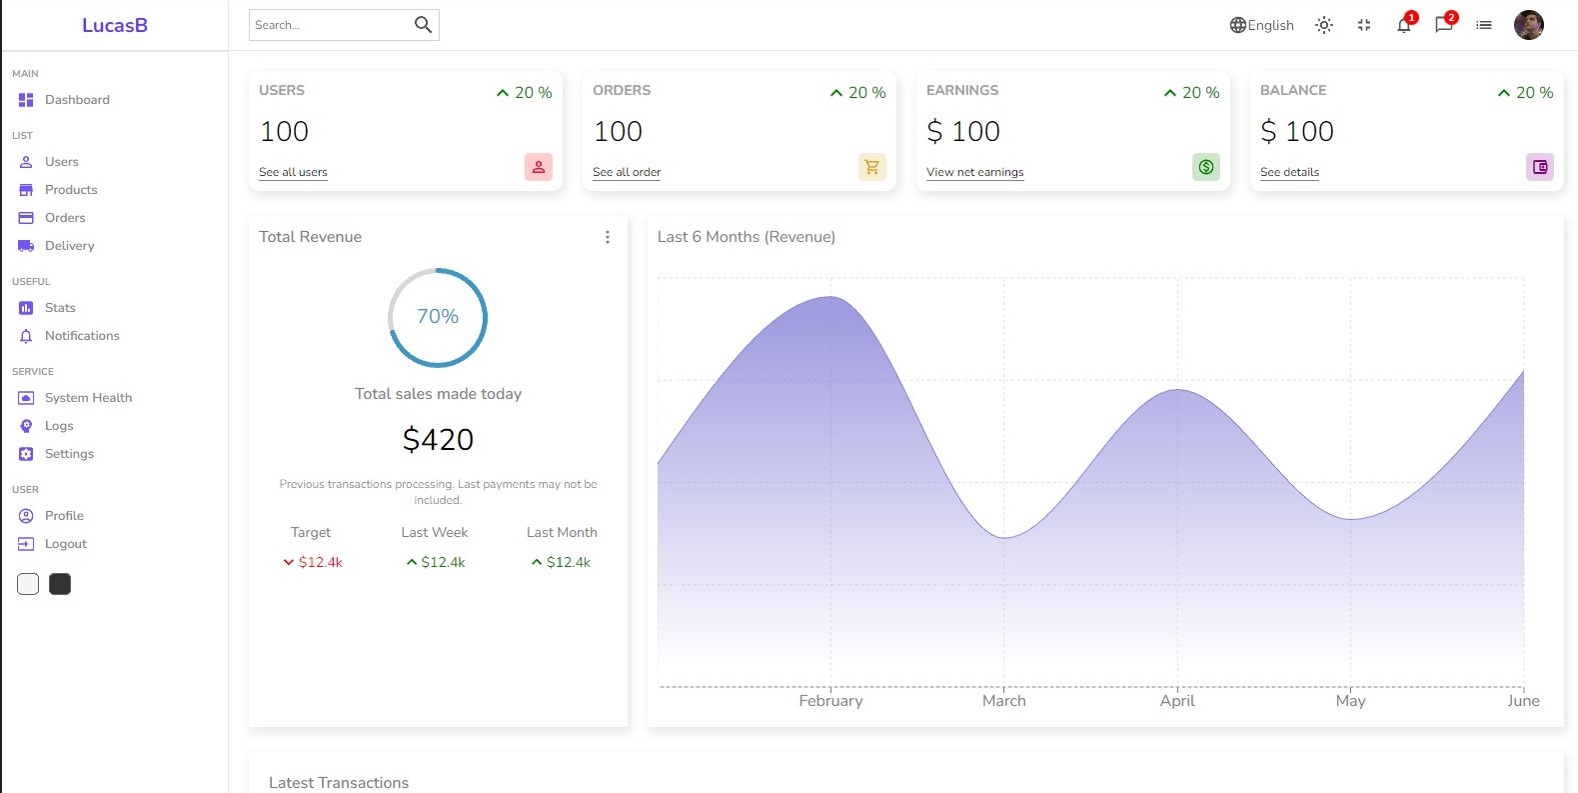 LucasB
Search...
English
1
2
MAIN
Dashboard
LIST
Users
Products
Orders
Delivery
USEFUL
Stats
Notifications
SERVICE
System Health
Logs
Settings
USER
Profile
Logout
USERS
20 %
100
See all users
ORDERS
20 %
100
See all order
EARNINGS
20 %
$ 100
View net earnings
BALANCE
20 %
$ 100
See details
Total Revenue
70%
Total sales made today
$420
Previous transactions processing. Last payments may not be
included.
Target
Last Week
Last Month
$12.4k
$12.4k
$12.4k
Last 6 Months (Revenue)
February
March
April
May
June
Latest Transactions